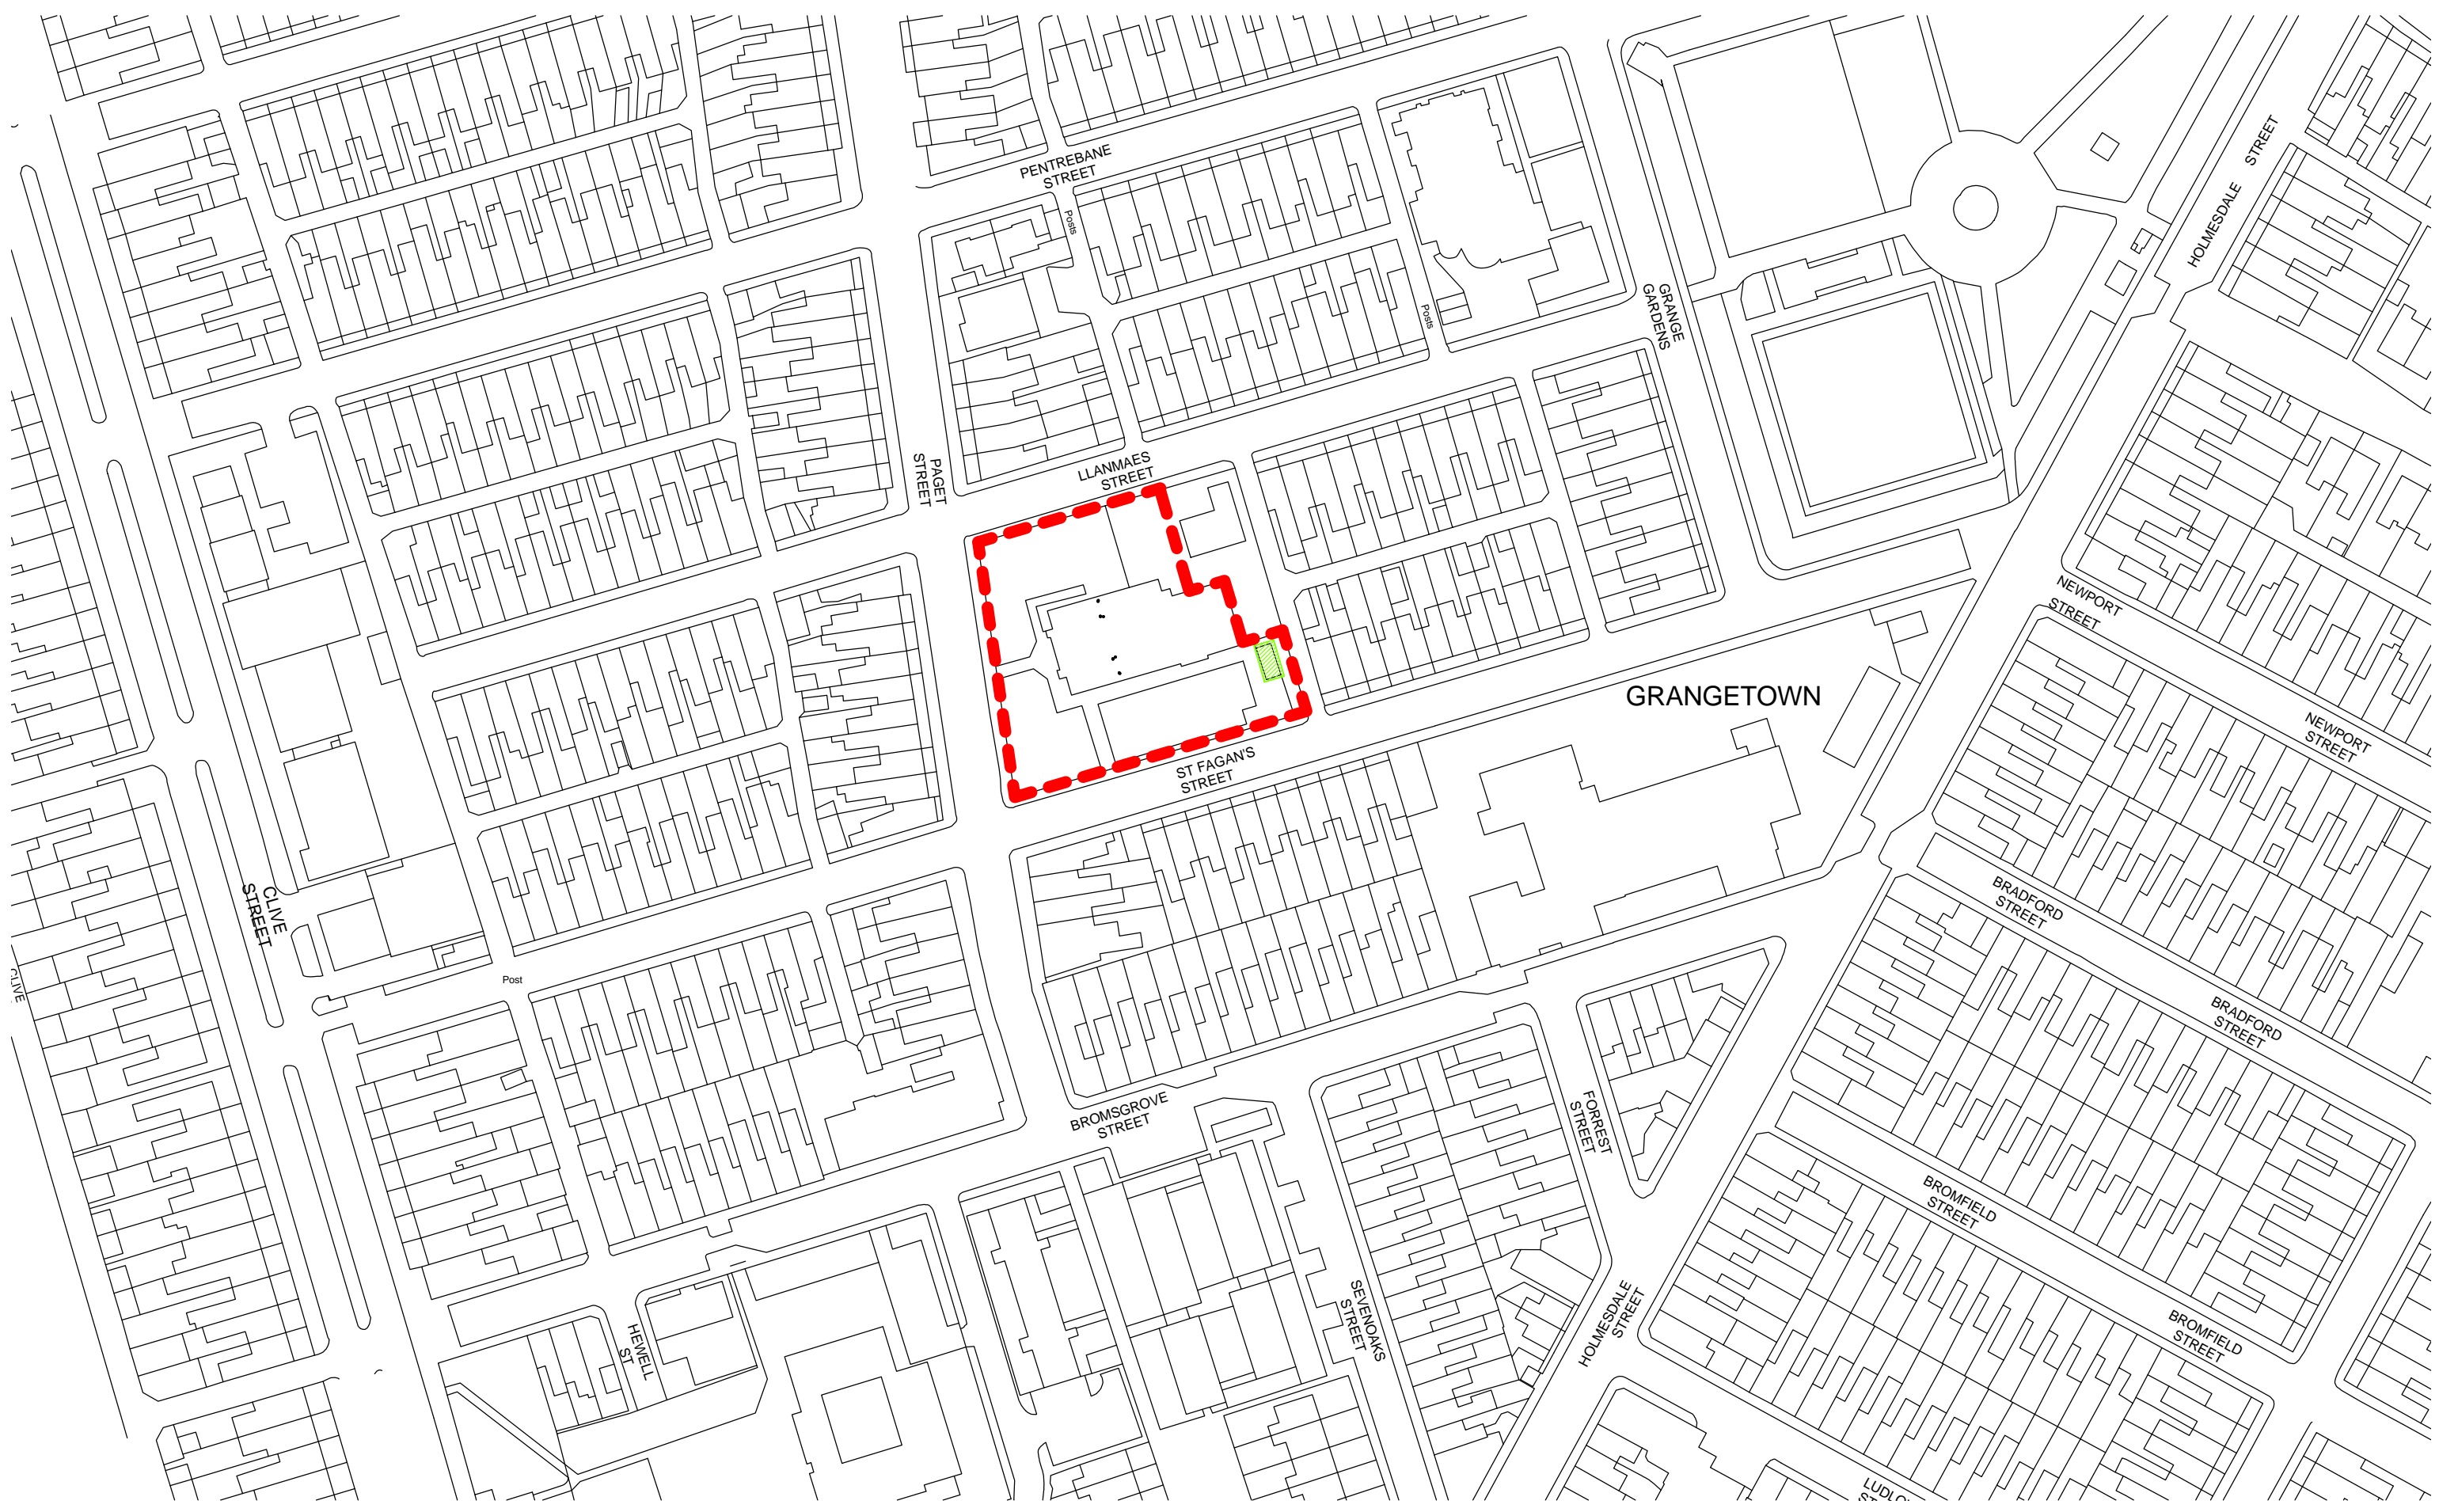 PENTREBANE
STREET
Posts
STREET
HOLMESDALE
Posts
GRANGE
GARDENS
PAGET
STREET
LLANMAES
STREET
NEWPORT
STREET
GRANGETOWN
NEWPORT
STREET
ST FAGAN'S
STREET
CLIVE
STREET
BRADFORD
STREET
CLIVE
Post
BRADFORD
STREET
BROMSGROVE
STREET
FORREST
STREET
BROMFIELD
STREET
SEVENOAKS
STREET
HOLMESDALE
STREET
HEWELL
ST
BROMFIELD
STREET